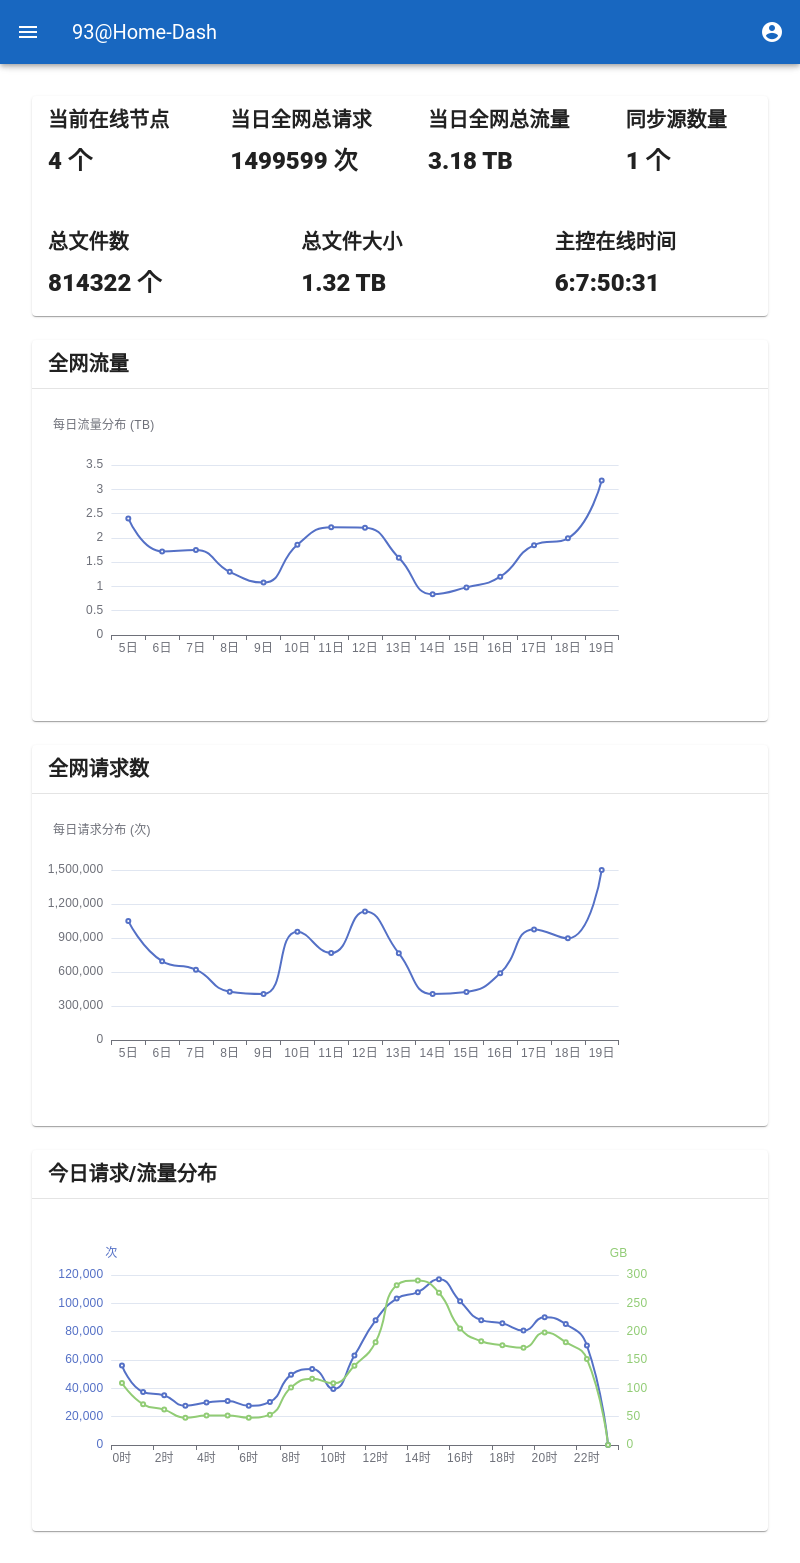 93@Home-Dash
当前在线节点 当日全网总请求 当日全网总流量 同步源数量
4 个 1499599 次 3.18 TB 1 个
总文件数 总文件大小 主控在线时间
814322 个 1.32 TB 6:7:50:31
全网流量
每日流量分布 (TB)
3.5
3
2.5
2
1.5
1
0.5
0
5日 6日 7日 8日 9日 10日 11日 12日 13日 14日 15日 16日 17日 18日 19日
全网请求数
每日请求分布 (次)
1,500,000
1,200,000
900,000
600,000
300,000
0
5日 6日 7日 8日 9日 10日 11日 12日 13日 14日 15日 16日 17日 18日 19日
今日请求/流量分布
次 GB
120,000 300
100,000 250
80,000 200
60,000 150
40,000 100
20,000 50
0 0
0时 2时 4时 6时 8时 10时 12时 14时 16时 18时 20时 22时